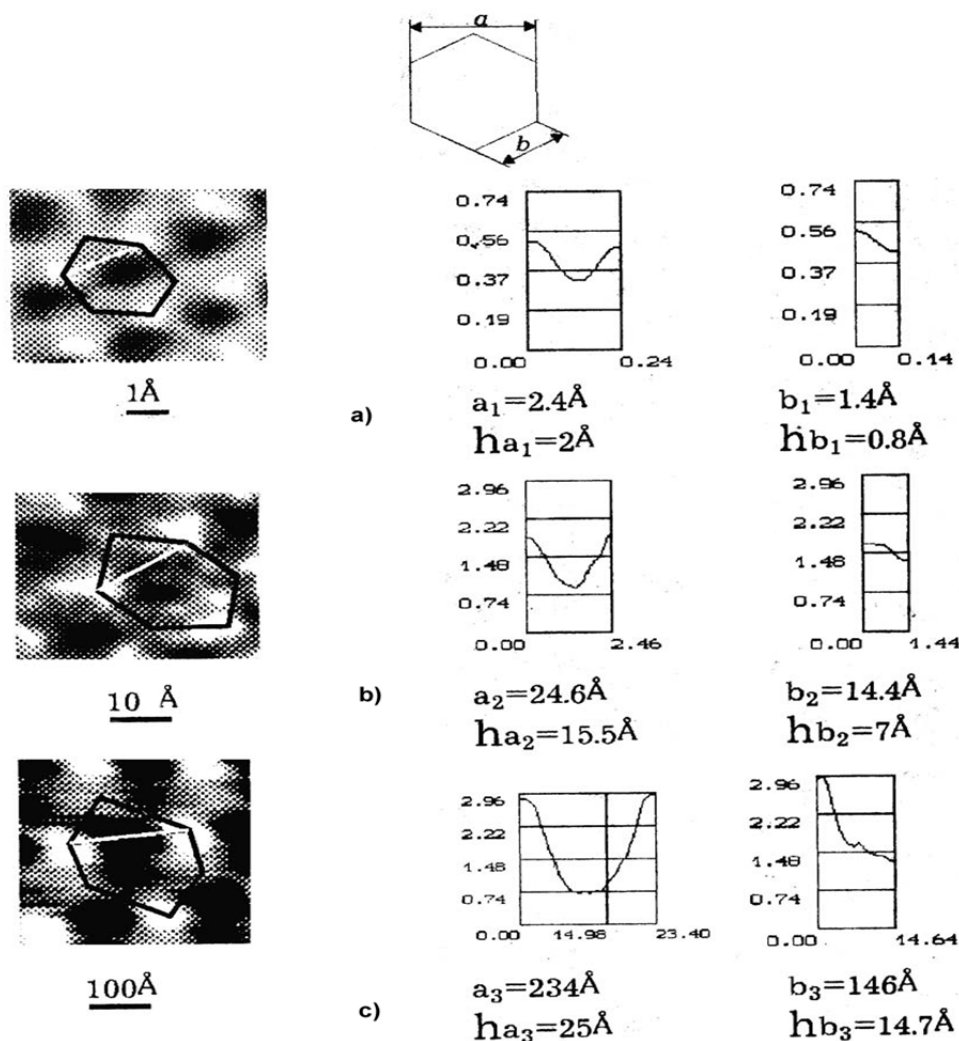 a
b
0.74
0.56
0.37
0.19
0.00 0.24
0.74
0.56
0.37
0.19
0.00 0.14
1Å
a)
a₁=2.4Å
ha₁=2Å
b₁=1.4Å
hb₁=0.8Å
2.96
2.22
1.48
0.74
0.00 2.46
2.96
2.22
1.48
0.74
0.00 1.44
10 Å
b)
a₂=24.6Å
ha₂=15.5Å
b₂=14.4Å
hb₂=7Å
2.96
2.22
1.48
0.74
0.00 14.98 23.40
2.96
2.22
1.48
0.74
0.00 14.64
100Å
c)
a₃=234Å
ha₃=25Å
b₃=146Å
hb₃=14.7Å